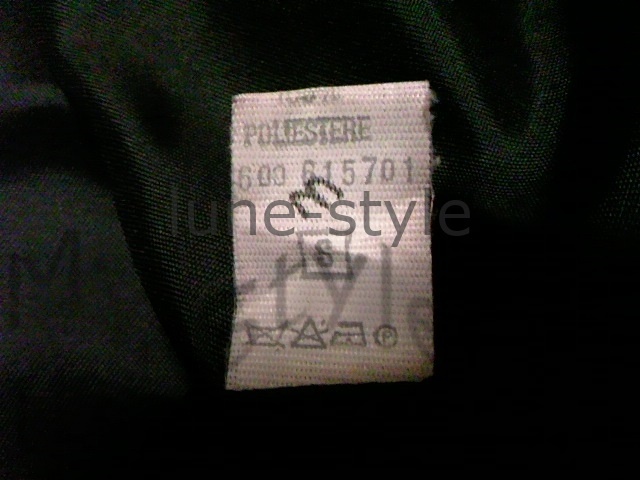 POLIESTERE
600 615701
lune-style
S
P